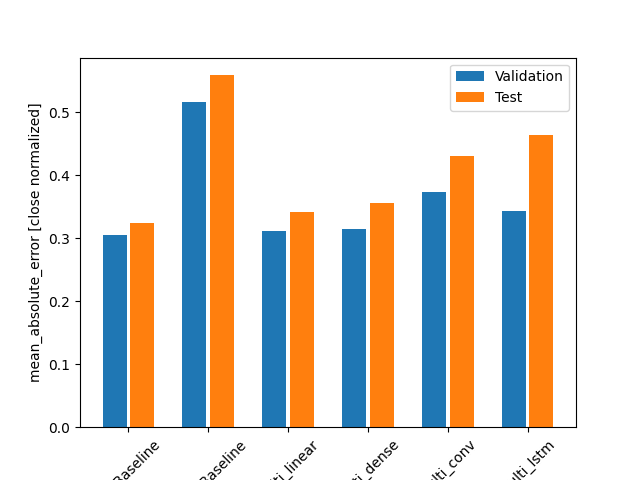 mean_absolute_error [close normalized]
0.5
0.4
0.3
0.2
0.1
0.0
Validation
Test
Baseline
Baseline
ti_linear
ti_dense
ulti_conv
ulti_lstm